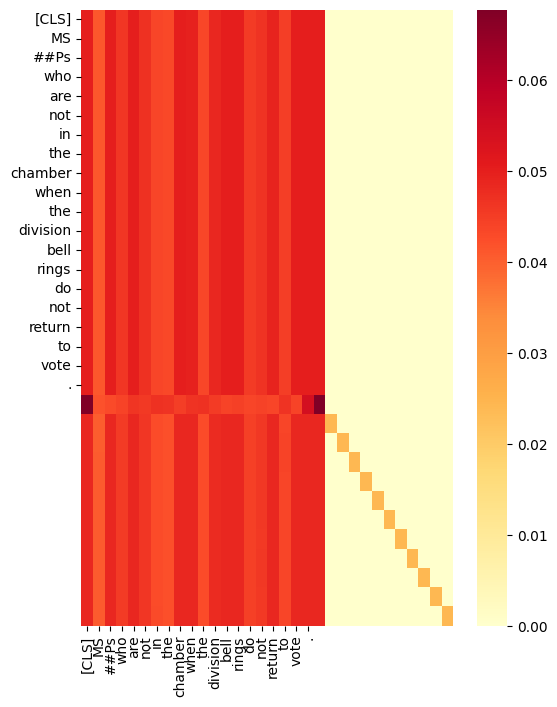 [CLS]
MS
##Ps
who
are
not
in
the
chamber
when
the
division
bell
rings
do
not
return
to
vote
.
0.06
0.05
0.04
0.03
0.02
0.01
0.00
[CLS]
MS
##Ps
who
are
not
in
the
chamber
when
the
division
bell
rings
do
not
return
to
vote
.